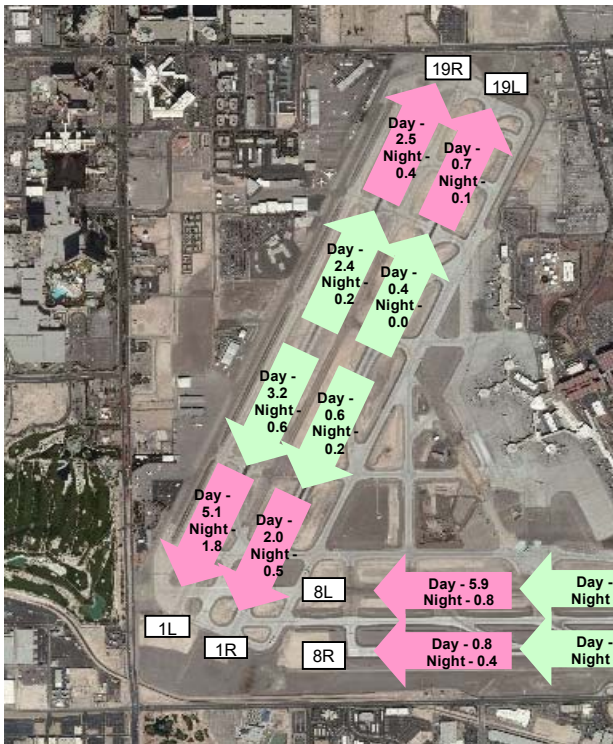 19R
19L
Day -
2.5
Night -
0.4
Day -
0.7
Night -
0.1
Day -
2.4
Night -
0.2
Day -
0.4
Night -
0.0
Day -
3.2
Night -
0.6
Day -
0.6
Night -
0.2
Day -
5.1
Night -
1.8
Day -
2.0
Night -
0.5
8L
Day - 5.9
Night - 0.8
Day -
Night
1L
1R
8R
Day - 0.8
Night - 0.4
Day -
Night